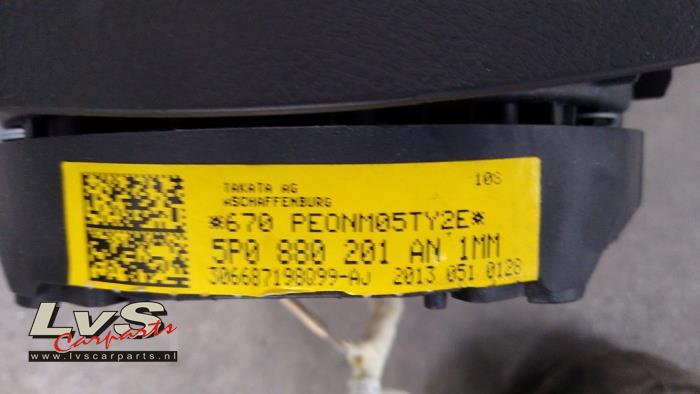 TAKATA AG
ASCHAFFENBURG
10S
*670 PEONM05TY2E*
5P0 880 201 AN 1MM
306687198099-AJ 2013 051 0128
LvS
Carparts
www.lvscarparts.nl